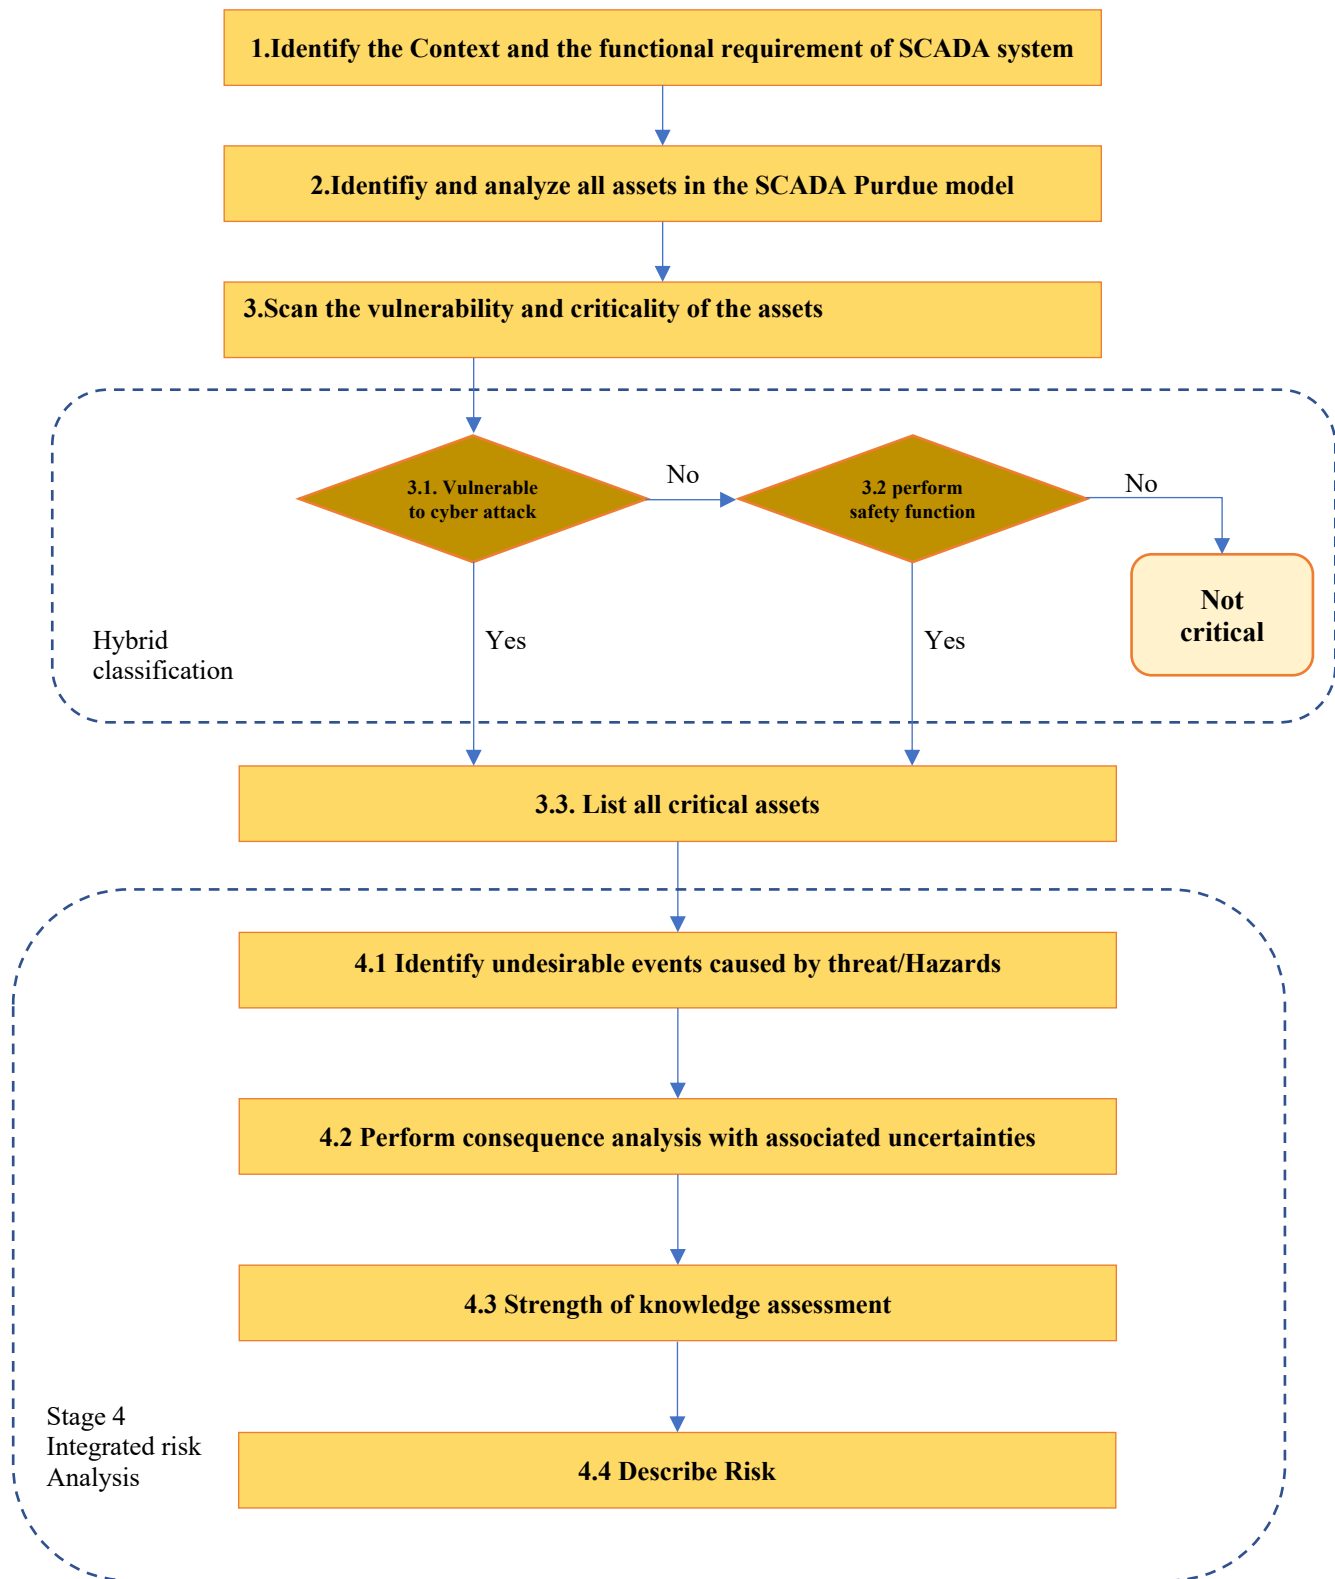 1.Identify the Context and the functional requirement of SCADA system
2.Identifiy and analyze all assets in the SCADA Purdue model
3.Scan the vulnerability and criticality of the assets
3.1. Vulnerable
to cyber attack
No
3.2 perform
safety function
No
Not
critical
Hybrid
classification
Yes
Yes
3.3. List all critical assets
4.1 Identify undesirable events caused by threat/Hazards
4.2 Perform consequence analysis with associated uncertainties
4.3 Strength of knowledge assessment
Stage 4
Integrated risk
Analysis
4.4 Describe Risk